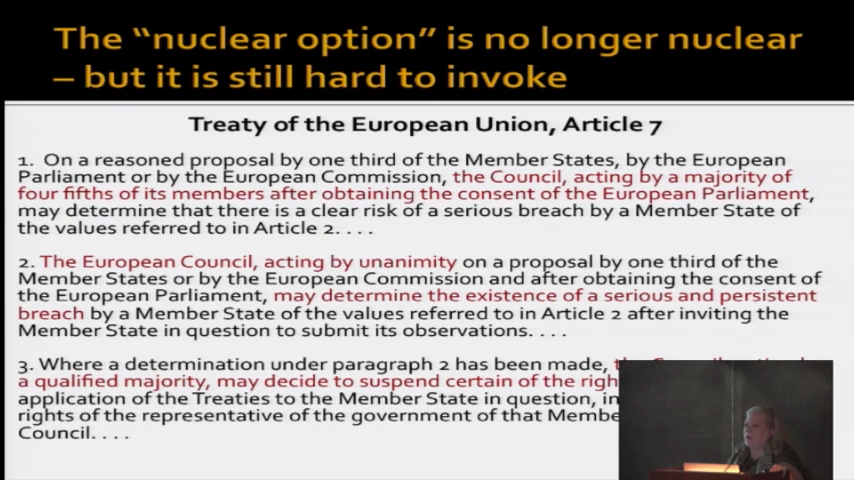 The “nuclear option” is no longer nuclear
– but it is still hard to invoke
Treaty of the European Union, Article 7
1. On a reasoned proposal by one third of the Member States, by the European
Parliament or by the European Commission, the Council, acting by a majority of
four fifths of its members after obtaining the consent of the European Parliament,
may determine that there is a clear risk of a serious breach by a Member State of
the values referred to in Article 2. . . .
2. The European Council, acting by unanimity on a proposal by one third of the
Member States or by the European Commission and after obtaining the consent of
the European Parliament, may determine the existence of a serious and persistent
breach by a Member State of the values referred to in Article 2 after inviting the
Member State in question to submit its observations. . . .
3. Where a determination under paragraph 2 has been made,
a qualified majority, may decide to suspend certain of the
application of the Treaties to the Member State in question,
rights of the representative of the government of that
Council. . . .